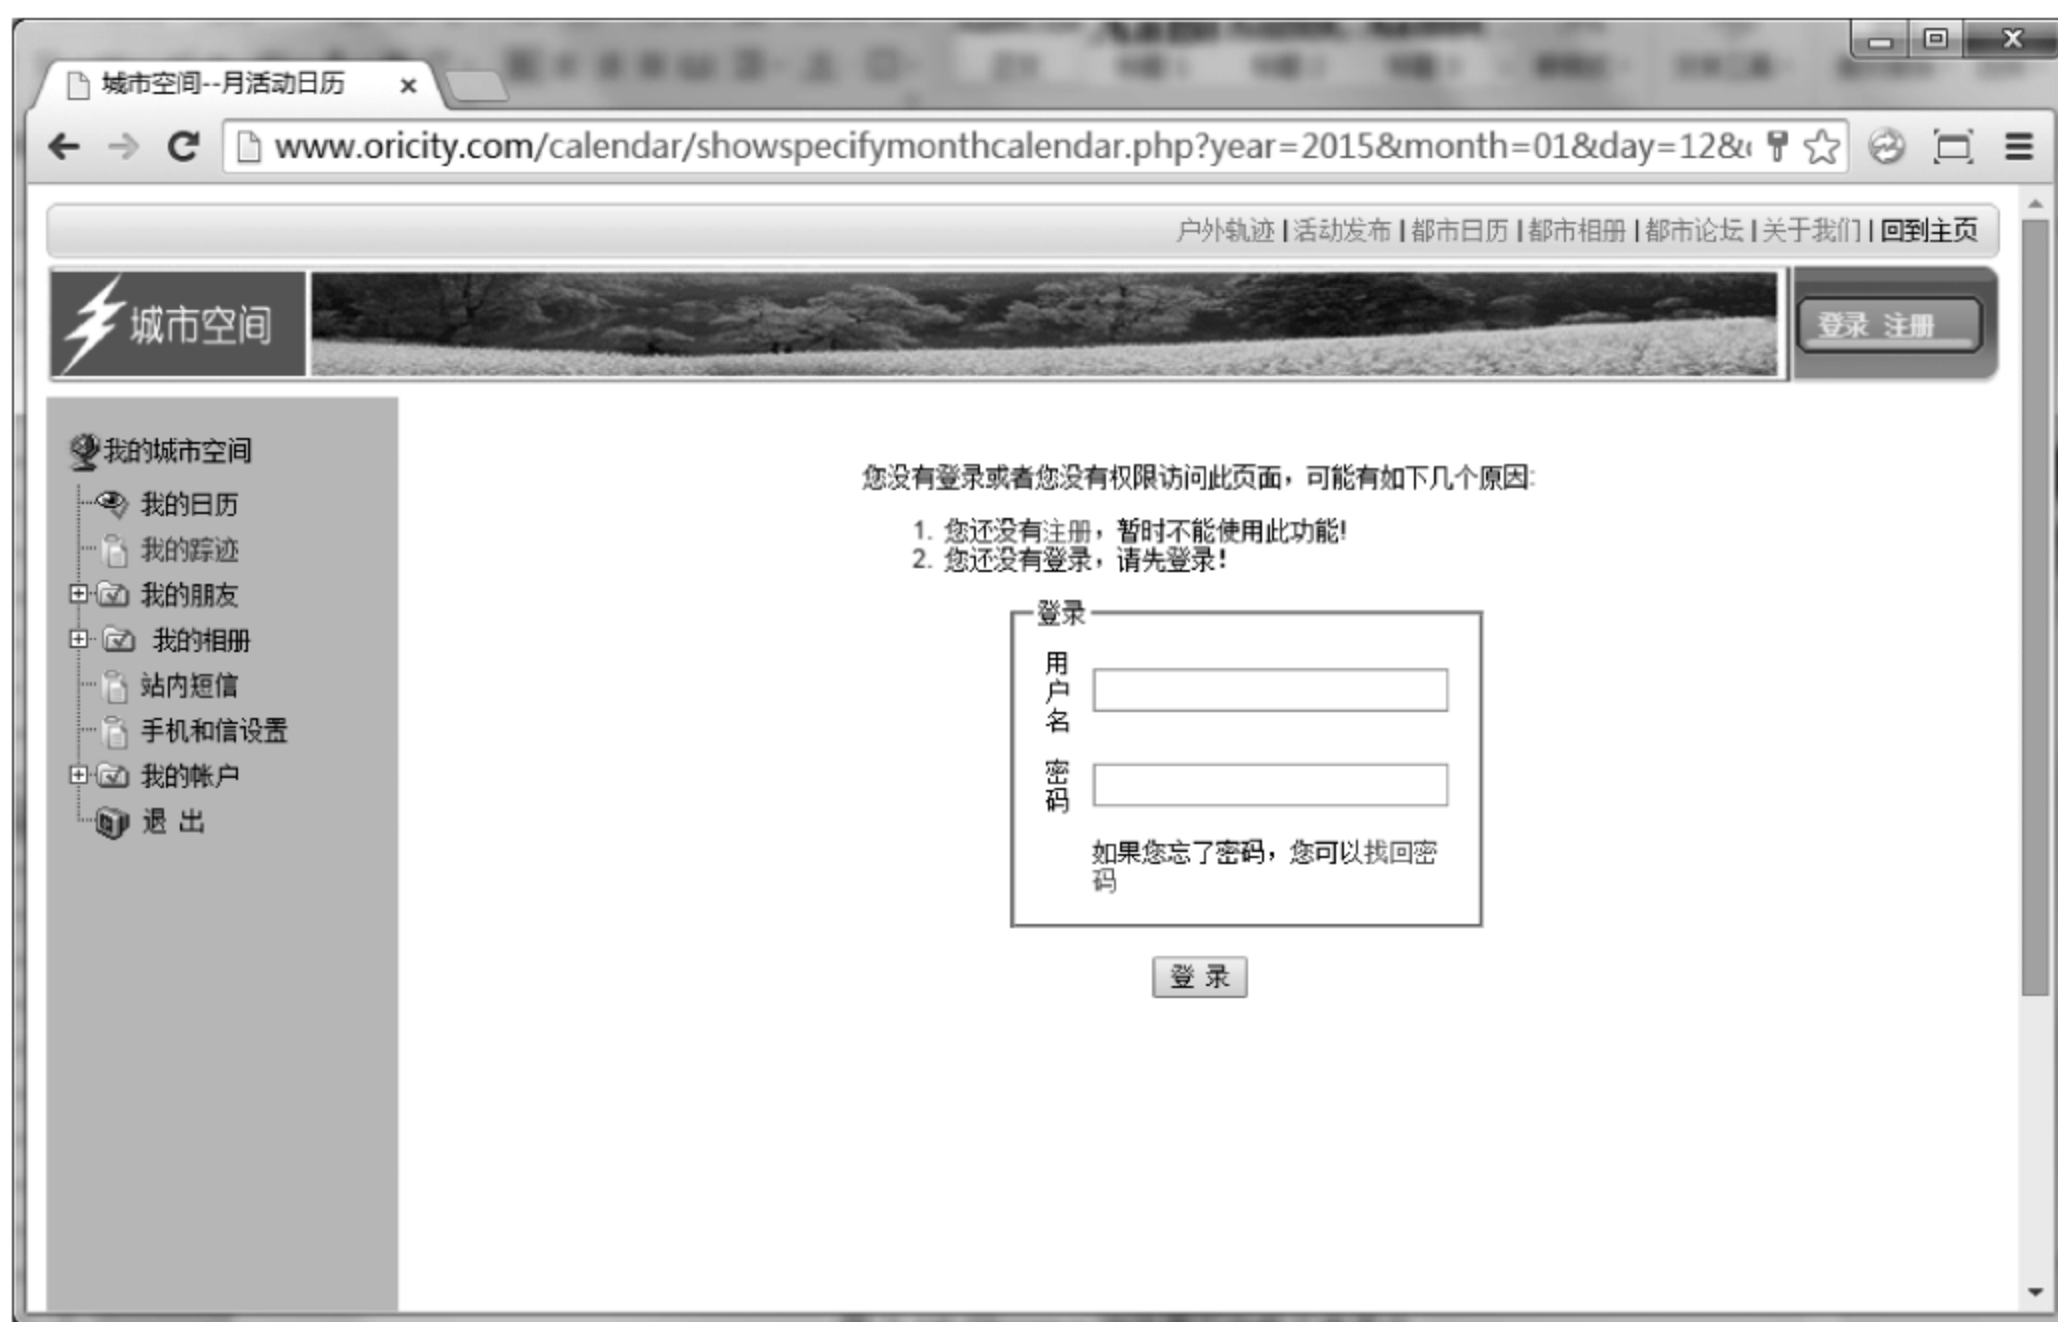 城市空间--月活动日历
www.oricity.com/calendar/showspecifymonthcalendar.php?year=2015&month=01&day=12&
户外轨迹 | 活动发布 | 都市日历 | 都市相册 | 都市论坛 | 关于我们 | 回到主页
城市空间
登录 注册
我的城市空间
我的日历
我的踪迹
我的朋友
我的相册
站内短信
手机和信设置
我的帐户
退 出
您没有登录或者您没有权限访问此页面，可能有如下几个原因:
1. 您还没有注册，暂时不能使用此功能!
2. 您还没有登录，请先登录!
登录
用户名
密码
如果您忘了密码，您可以找回密
码
登 录